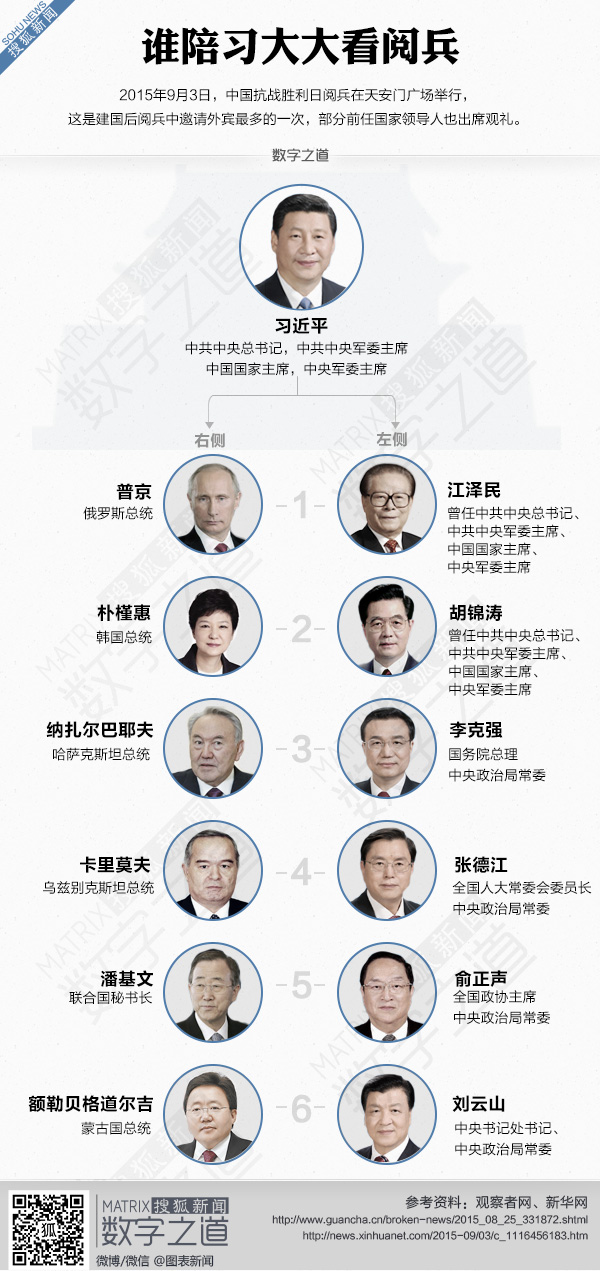 SOHU NEWS
搜狐新闻
谁陪习大大看阅兵
2015年9月3日，中国抗战胜利日阅兵在天安门广场举行，
这是建国后阅兵中邀请外宾最多的一次，部分前任国家领导人也出席观礼。
数字之道
习近平
中共中央总书记，中共中央军委主席
中国国家主席，中央军委主席
右侧
左侧
普京
俄罗斯总统
1
江泽民
曾任中共中央总书记、
中共中央军委主席、
中国国家主席、
中央军委主席
朴槿惠
韩国总统
2
胡锦涛
曾任中共中央总书记、
中共中央军委主席、
中国国家主席、
中央军委主席
纳扎尔巴耶夫
哈萨克斯坦总统
3
李克强
国务院总理
中央政治局常委
卡里莫夫
乌兹别克斯坦总统
4
张德江
全国人大常委会委员长
中央政治局常委
潘基文
联合国秘书长
5
俞正声
全国政协主席
中央政治局常委
额勒贝格道尔吉
蒙古国总统
6
刘云山
中央书记处书记、
中央政治局常委
狐
MATRIX 搜狐新闻
数字之道
微博/微信 @图表新闻
参考资料：观察者网、新华网
http://www.guancha.cn/broken-news/2015_08_25_331872.shtml
http://news.xinhuanet.com/2015-09/03/c_1116456183.htm